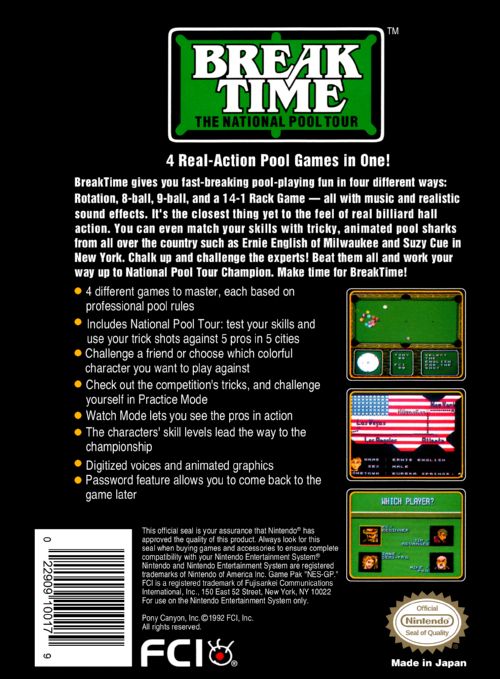 BREAK
TIME
THE NATIONAL POOL TOUR
TM
4 Real-Action Pool Games in One!
BreakTime gives you fast-breaking pool-playing fun in four different ways:
Rotation, 8-ball, 9-ball, and a 14-1 Rack Game — all with music and realistic
sound effects. It's the closest thing yet to the feel of real billiard hall
action. You can even match your skills with tricky, animated pool sharks
from all over the country such as Ernie English of Milwaukee and Suzy Cue in
New York. Chalk up and challenge the experts! Beat them all and work your
way up to National Pool Tour Champion. Make time for BreakTime!
4 different games to master, each based on
professional pool rules
Includes National Pool Tour: test your skills and
use your trick shots against 5 pros in 5 cities
Challenge a friend or choose which colorful
character you want to play against
Check out the competition's tricks, and challenge
yourself in Practice Mode
Watch Mode lets you see the pros in action
The characters' skill levels lead the way to the
championship
Digitized voices and animated graphics
Password feature allows you to come back to the
game later
SELECT
THE
ENGLISH
Las Vegas
Los Angeles
Atlanta
NAME ERNIE ENGLISH
SEX MALE
WHICH PLAYER?
This official seal is your assurance that Nintendo® has
approved the quality of this product. Always look for this
seal when buying games and accessories to ensure complete
compatibility with your Nintendo Entertainment System®
Nintendo and Nintendo Entertainment System are registered
trademarks of Nintendo of America Inc. Game Pak "NES-GP."
FCI is a registered trademark of Fujisankei Communications
International, Inc., 150 East 52 Street, New York, NY 10022
For use on the Nintendo Entertainment System only.
Pony Canyon, Inc. © 1992 FCI, Inc.
All rights reserved.
FCI
®
0 22909 10017 9
Official
Nintendo®
Seal of Quality
Made in Japan